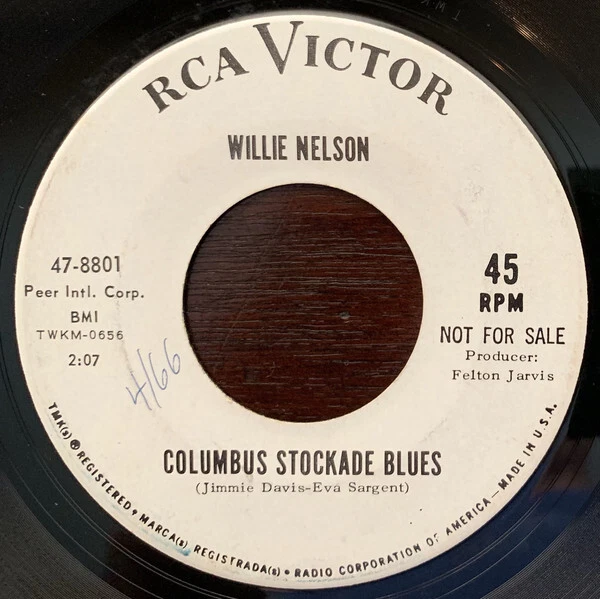 RCA VICTOR
WILLIE NELSON
47-8801
Peer Intl. Corp.
BMI
TWKM-0656
2:07
4/66
45
RPM
NOT FOR SALE
Producer:
Felton Jarvis
COLUMBUS STOCKADE BLUES
(Jimmie Davis-Eva Sargent)
TMK(s) ® REGISTERED • MARCA(s) REGISTRADA(s) • RADIO CORPORATION OF AMERICA—MADE IN U.S.A.